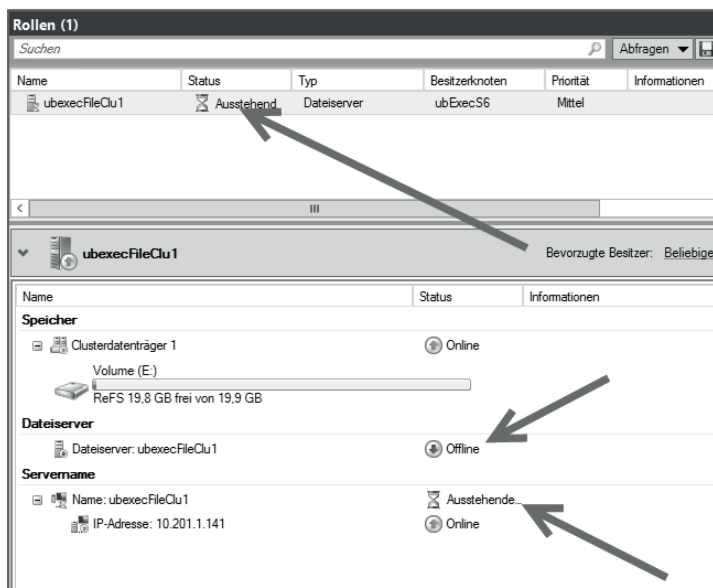 Rollen (1)
Suchen
Abfragen
Name Status Typ Besitzerknoten Priorität Informationen
ubexecFileClu1 Ausstehend Dateiserver ubExecS6 Mittel
ubexecFileClu1 Bevorzugte Besitzer: Beliebige
Name Status Informationen
Speicher
Clusterdatenträger 1 Online
Volume (E:)
ReFS 19,8 GB frei von 19,9 GB
Dateiserver
Dateiserver: ubexecFileClu1 Offline
Servername
Name: ubexecFileClu1 Ausstehende...
IP-Adresse: 10.201.1.141 Online